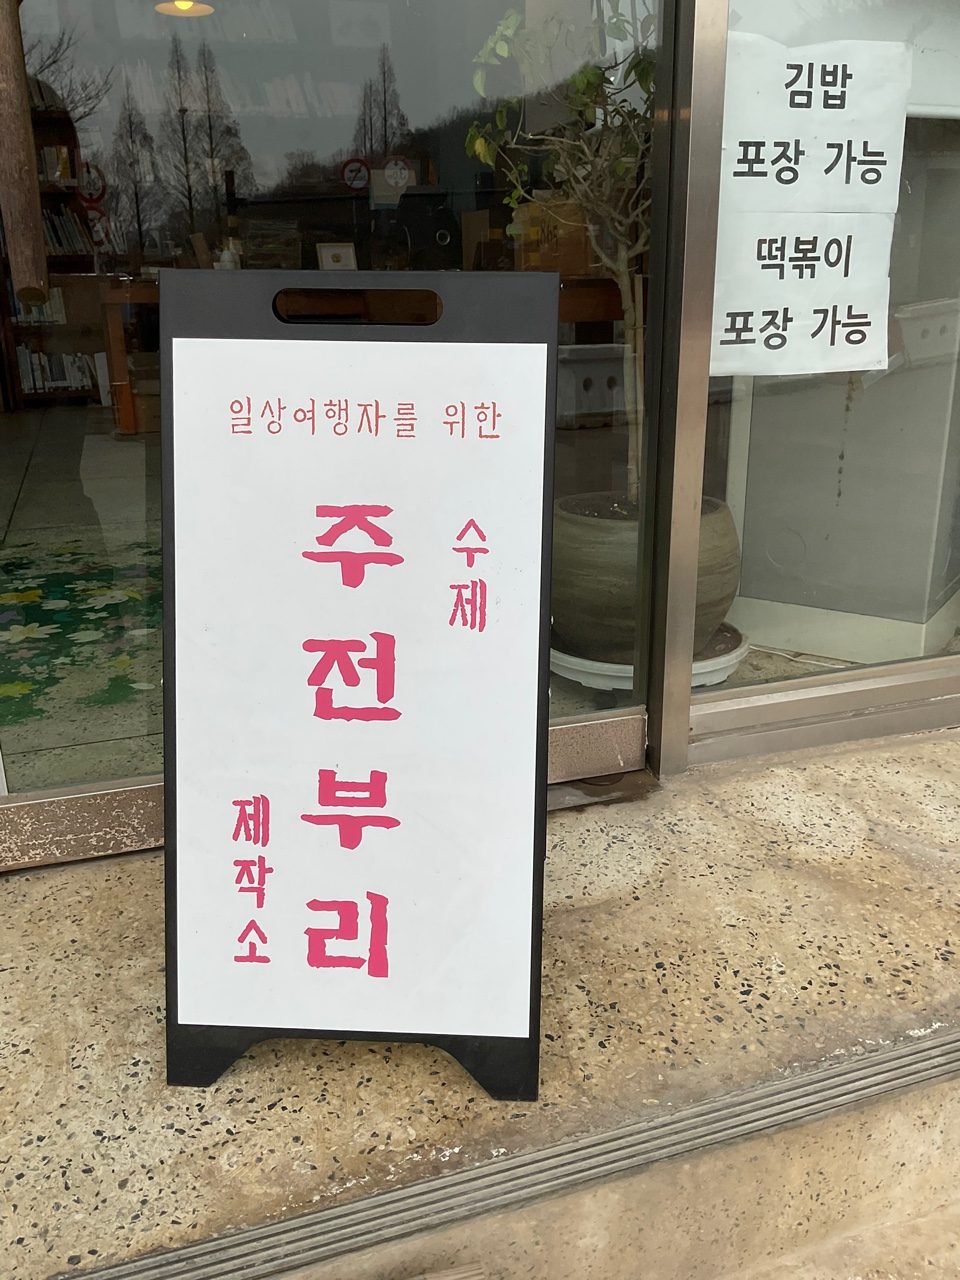 일상여행자를 위한
수제
주전부리
제작소
김밥
포장 가능
떡볶이
포장 가능